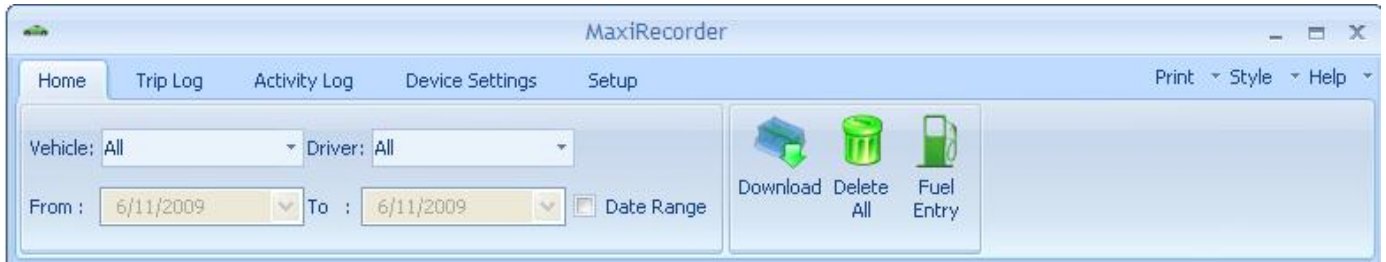 MaxiRecorder
Home Trip Log Activity Log Device Settings Setup Print Style Help
Vehicle: All Driver: All
From : 6/11/2009 To : 6/11/2009 Date Range
Download Delete All Fuel Entry